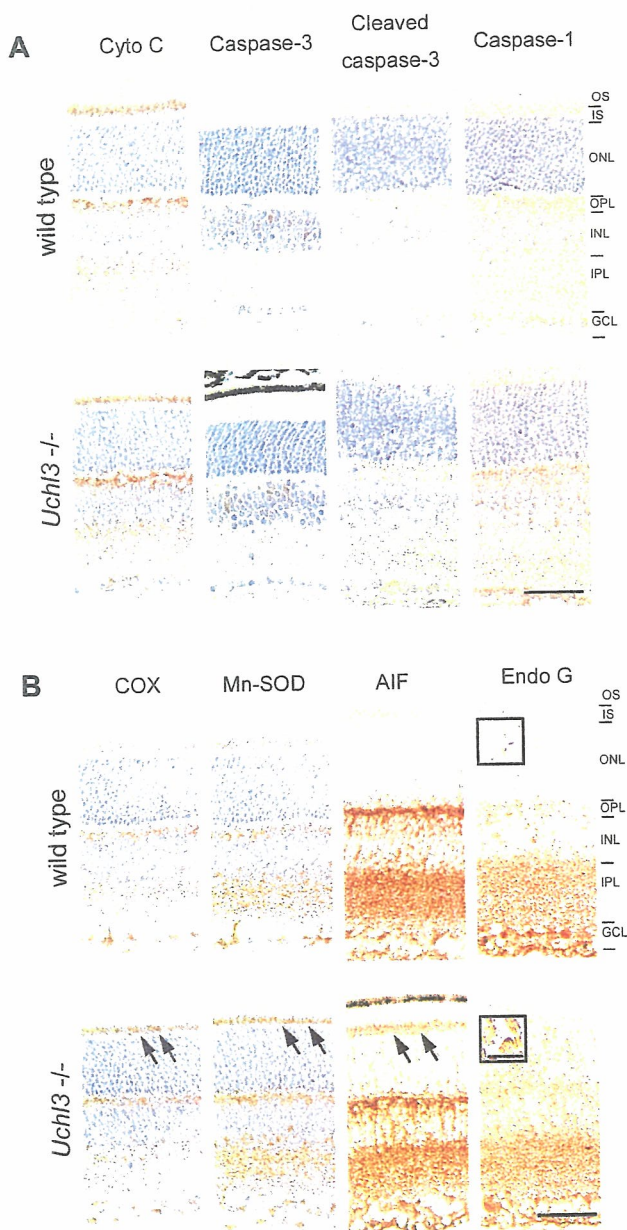 A
Cyto C
Caspase-3
Cleaved
caspase-3
Caspase-1
wild type
OS
IS
ONL
OPL
INL
IPL
GCL
Uchl3 -/-
B
COX
Mn-SOD
AIF
Endo G
wild type
OS
IS
ONL
OPL
INL
IPL
GCL
Uchl3 -/-